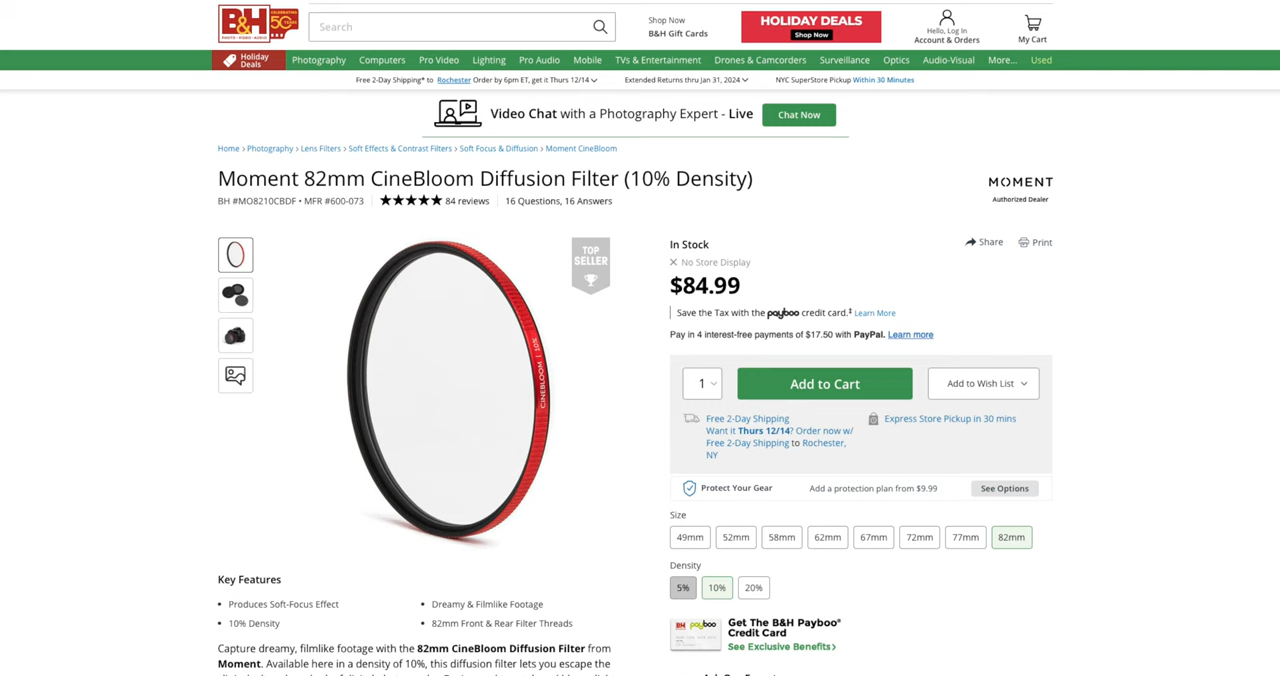 B&H
PHOTO · VIDEO · AUDIO
CELEBRATING
50
YEARS
Search
Shop Now
B&H Gift Cards
HOLIDAY DEALS
Shop Now
Hello, Log In
Account & Orders
My Cart
Holiday
Deals
Photography Computers Pro Video Lighting Pro Audio Mobile TVs & Entertainment Drones & Camcorders Surveillance Optics Audio-Visual More... Used
Free 2-Day Shipping* to Rochester Order by 6pm ET, get it Thurs 12/14 Extended Returns thru Jan 31, 2024 NYC SuperStore Pickup Within 30 Minutes
Video Chat with a Photography Expert - Live Chat Now
Home > Photography > Lens Filters > Soft Effects & Contrast Filters > Soft Focus & Diffusion > Moment CineBloom
Moment 82mm CineBloom Diffusion Filter (10% Density)
BH #MO8210CBDF • MFR #600-073 84 reviews 16 Questions, 16 Answers
MOMENT
Authorized Dealer
TOP
SELLER
CINEBLOOM | 10%
In Stock
Share Print
No Store Display
$84.99
Save the Tax with the payboo credit card.‡ Learn More
Pay in 4 interest-free payments of $17.50 with PayPal. Learn more
1 Add to Cart Add to Wish List
Free 2-Day Shipping
Want it Thurs 12/14? Order now w/
Free 2-Day Shipping to Rochester,
NY
Express Store Pickup in 30 mins
Protect Your Gear Add a protection plan from $9.99 See Options
Size
49mm 52mm 58mm 62mm 67mm 72mm 77mm 82mm
Density
5% 10% 20%
B&H payboo
Get The B&H Payboo®
Credit Card
See Exclusive Benefits>
Key Features
• Produces Soft-Focus Effect
• Dreamy & Filmlike Footage
• 10% Density
• 82mm Front & Rear Filter Threads
Capture dreamy, filmlike footage with the 82mm CineBloom Diffusion Filter from
Moment. Available here in a density of 10%, this diffusion filter lets you escape the